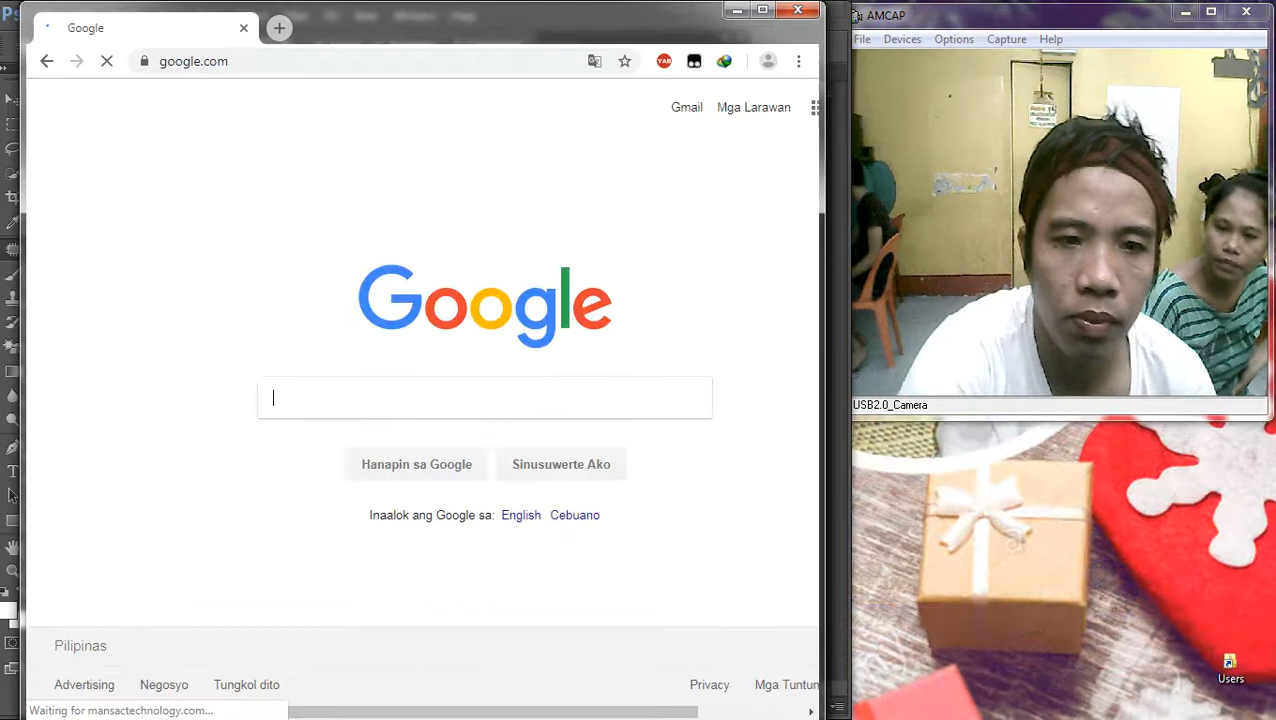 Ps
Google
google.com
YAB
Gmail Mga Larawan
Google
Hanapin sa Google Sinusuwerte Ako
Inaalok ang Google sa: English Cebuano
Pilipinas
Advertising Negosyo Tungkol dito Privacy Mga Tuntun
Waiting for mansactechnology.com...
AMCAP
File Devices Options Capture Help
USB2.0_Camera
Users